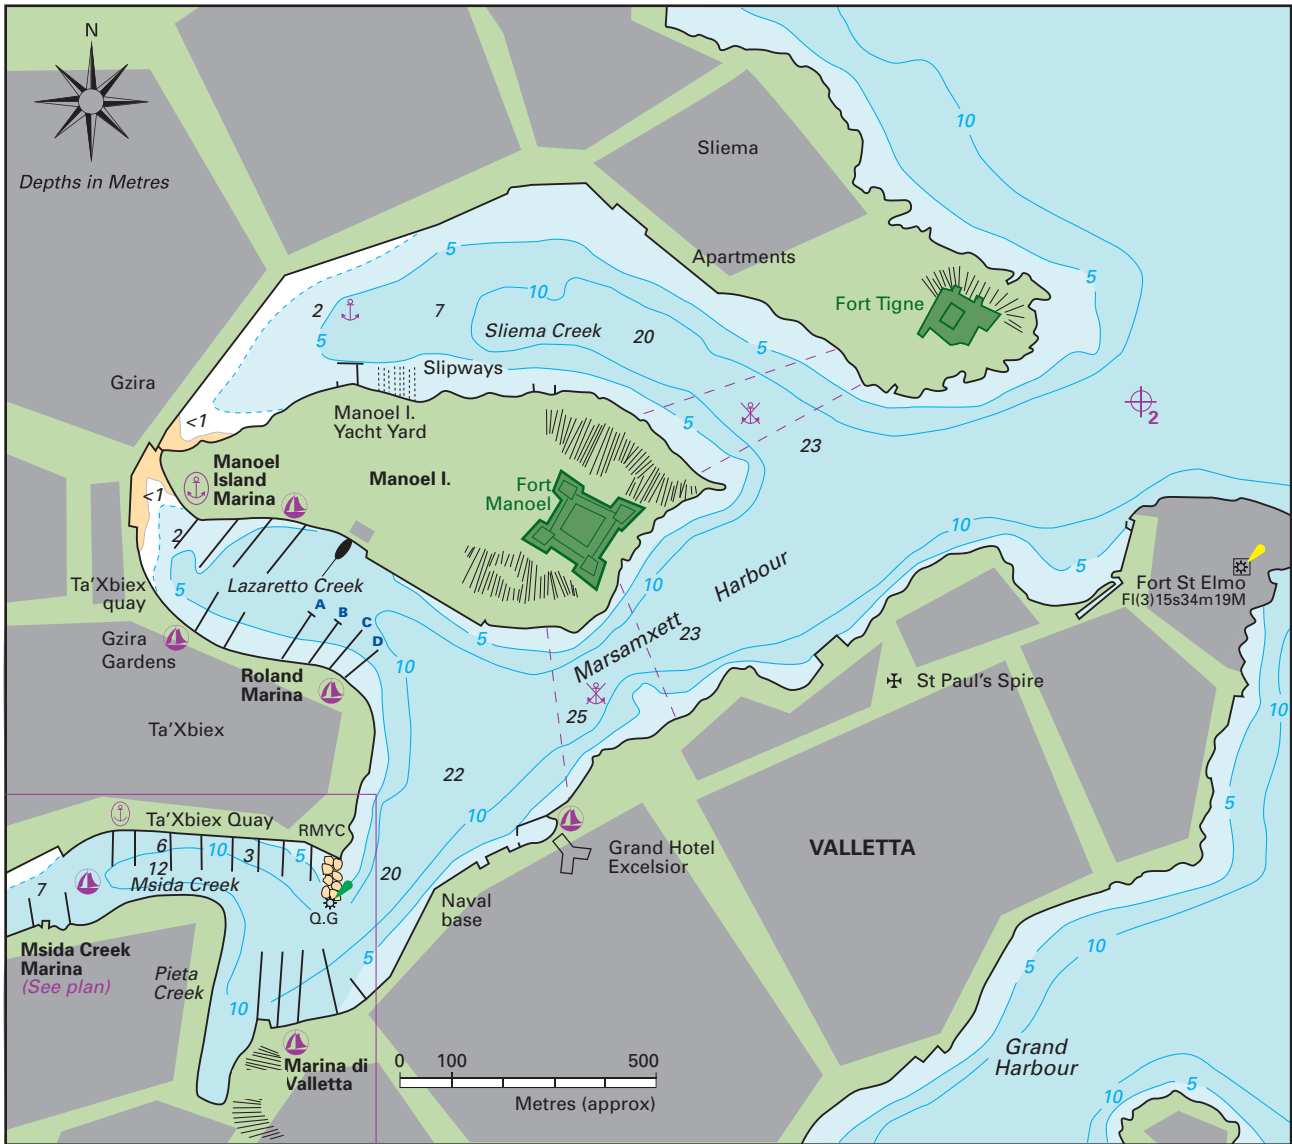 N
Depths in Metres
10
Sliema
5
Apartments
5
10
2
7
Sliema Creek
20
Fort Tigne
5
5
Slipways
Gzira
Manoel I.
Yacht Yard
<1
5
2
23
Manoel
Island
Marina
Manoel I.
Fort
Manoel
<1
2
10
Harbour
5
Fort St Elmo
Fl(3)15s34m19M
Ta'Xbiex
quay
5
Lazaretto Creek
10
A
B
C
D
5
Marsamxett
23
Gzira
Gardens
10
Roland
Marina
St Paul's Spire
25
10
Ta'Xbiex
22
5
10
Ta'Xbiex Quay
RMYC
6
10
3
5
12
Msida Creek
7
20
Grand Hotel
Excelsior
VALLETTA
Q.G
Naval
base
Msida Creek
Marina
(See plan)
Pieta
Creek
5
10
5
10
Marina di
Valletta
0
100
500
Metres (approx)
Grand
Harbour
10
5